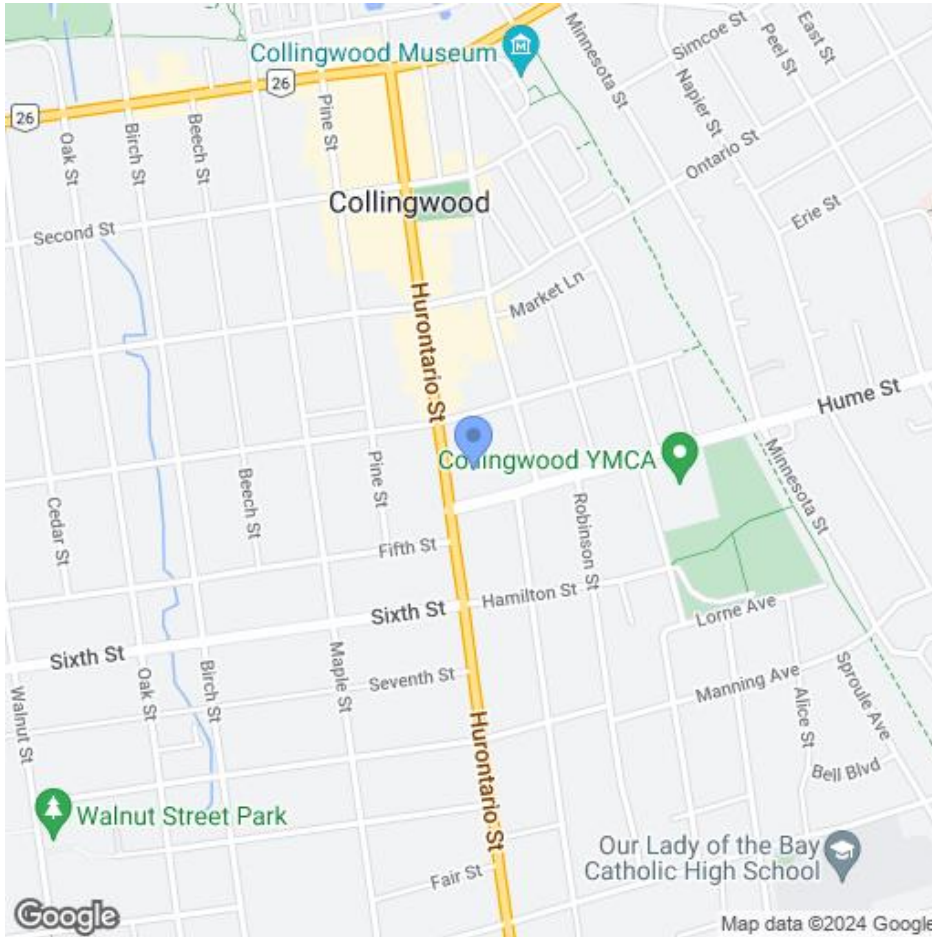 Collingwood Museum
Minnesota St
Simcoe St
Peel St
East St
26
26
Oak St
Birch St
Beech St
Pine St
Napier St
Ontario St
Collingwood
Second St
Erie St
Hurontario St
Market Ln
Hume St
Collingwood YMCA
Cedar St
Beech St
Pine St
Robinson St
Minnesota St
Fifth St
Sixth St
Hamilton St
Lorne Ave
Sixth St
Walnut St
Oak St
Birch St
Maple St
Seventh St
Manning Ave
Alice St
Sproule Ave
Hurontario St
Bell Blvd
Walnut Street Park
Our Lady of the Bay
Catholic High School
Fair St
Google
Map data ©2024 Google